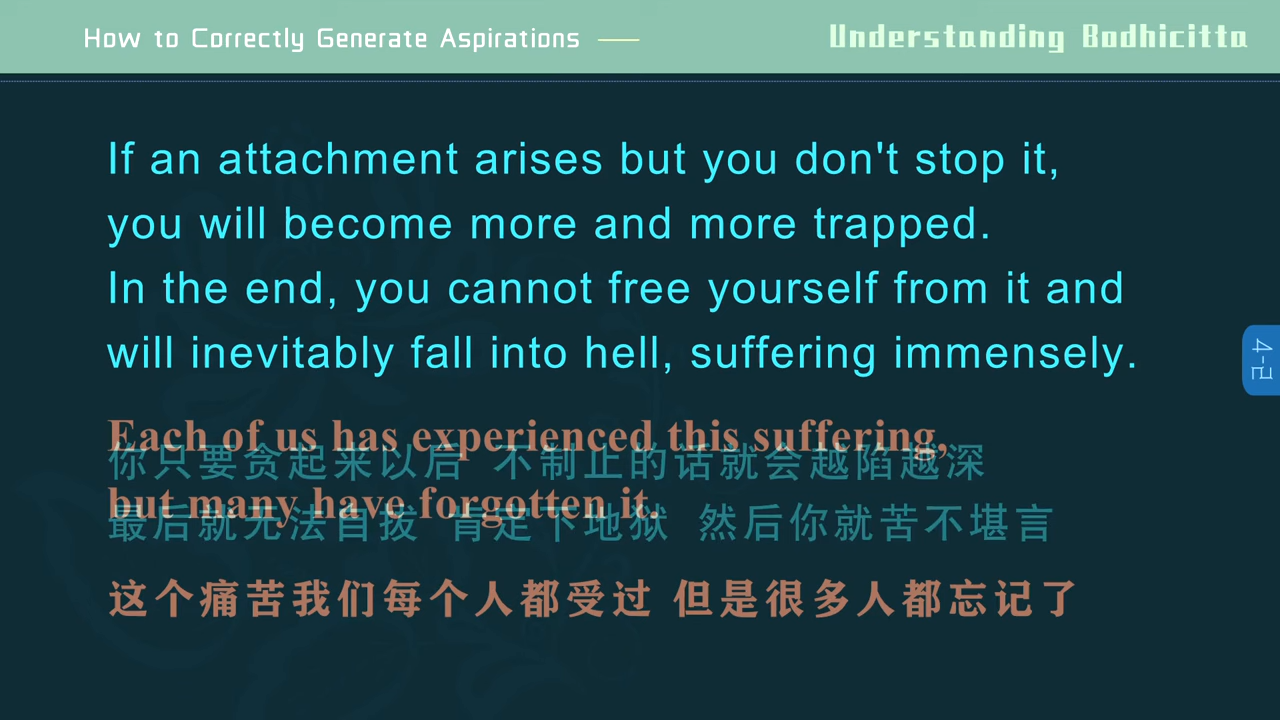 How to Correctly Generate Aspirations
Understanding Bodhicitta
If an attachment arises but you don't stop it,
you will become more and more trapped.
In the end, you cannot free yourself from it and
will inevitably fall into hell, suffering immensely.
Each of us has experienced this suffering,
你只要贪起来以后 不制止的话就会越陷越深
but many have forgotten it.
最后就无法自拔 肯定下地狱 然后你就苦不堪言
这个痛苦我们每个人都受过 但是很多人都忘记了
4-2